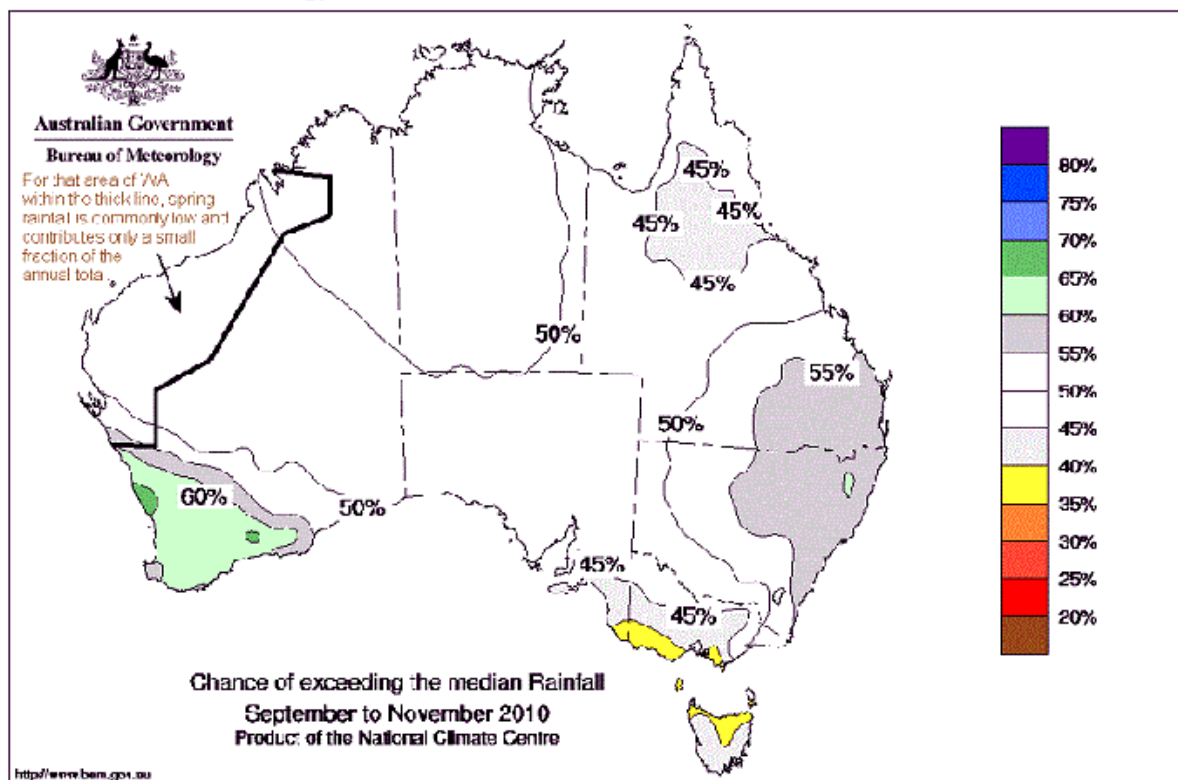 Australian Government
Bureau of Meteorology
For that area of WA
within the thick line, spring
rainfall is commonly low and
contributes only a small
fraction of the
annual total.
45%
45%
45%
45%
50%
55%
50%
60%
50%
45%
45%
80%
75%
70%
65%
60%
55%
50%
45%
40%
35%
30%
25%
20%
Chance of exceeding the median Rainfall
September to November 2010
Product of the National Climate Centre
http://www.bom.gov.au